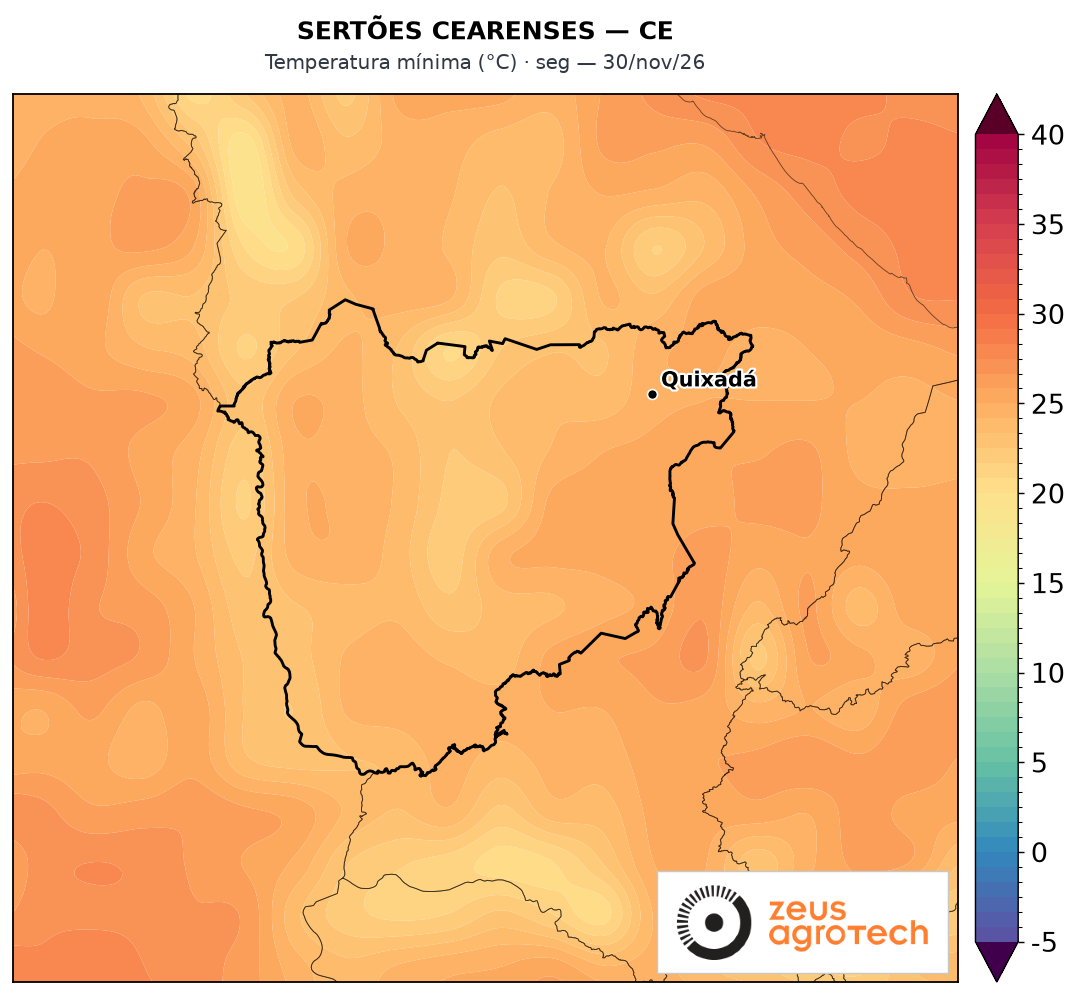 SERTÕES CEARENSES — CE
Temperatura mínima (°C) · seg — 30/nov/26
Quixadá
40
35
30
25
20
15
10
5
0
-5
zeus
agrotech